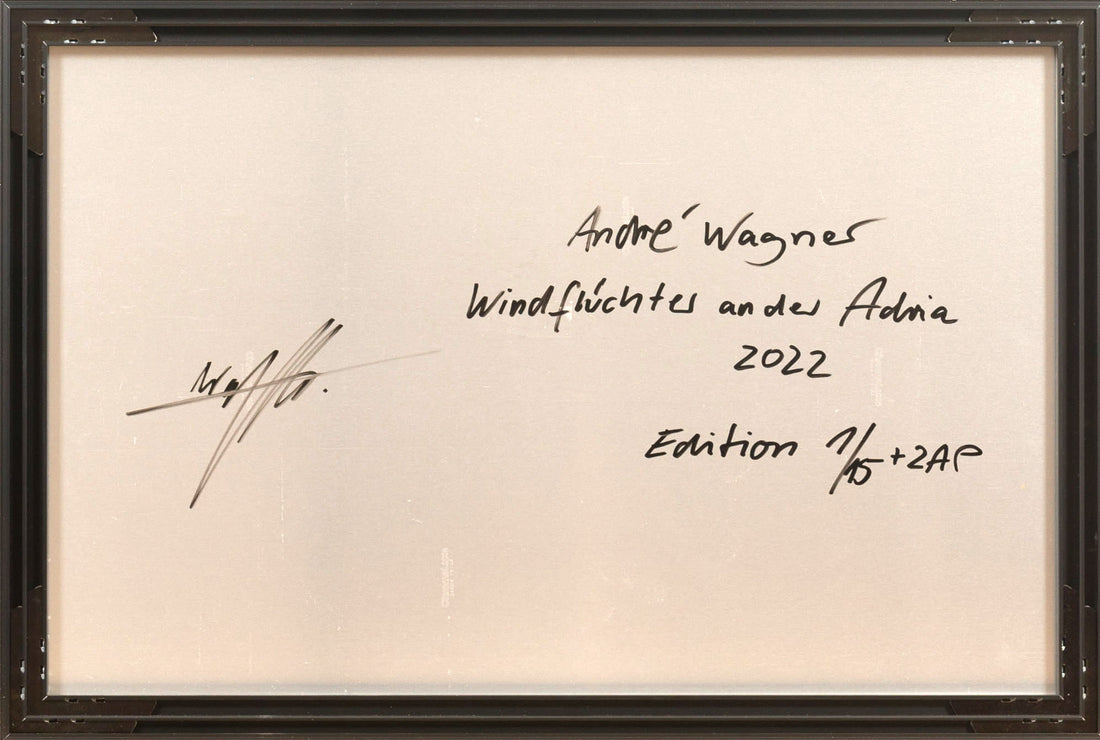 André Wagner
Windflüchter an der Adria
2022
Edition 1/15 + 2AP